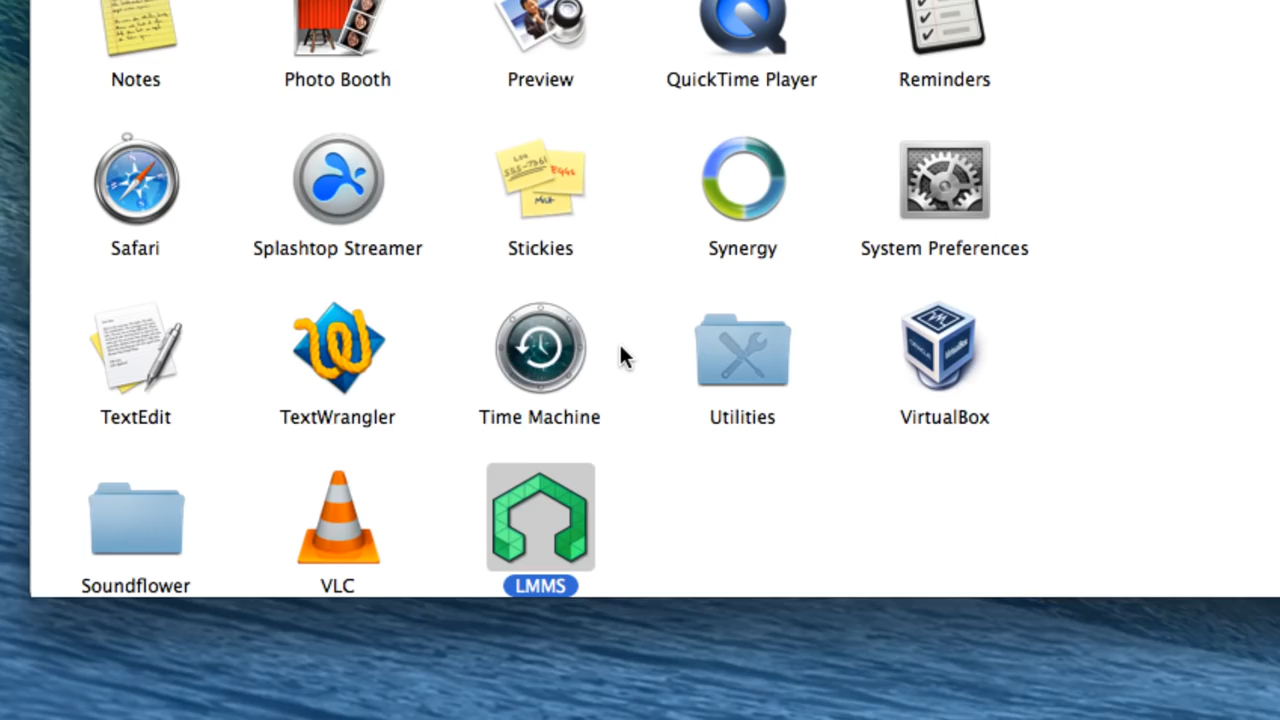 Notes Photo Booth Preview QuickTime Player Reminders
Safari Splashtop Streamer Stickies Synergy System Preferences
TextEdit TextWrangler Time Machine Utilities VirtualBox
Soundflower VLC LMMS